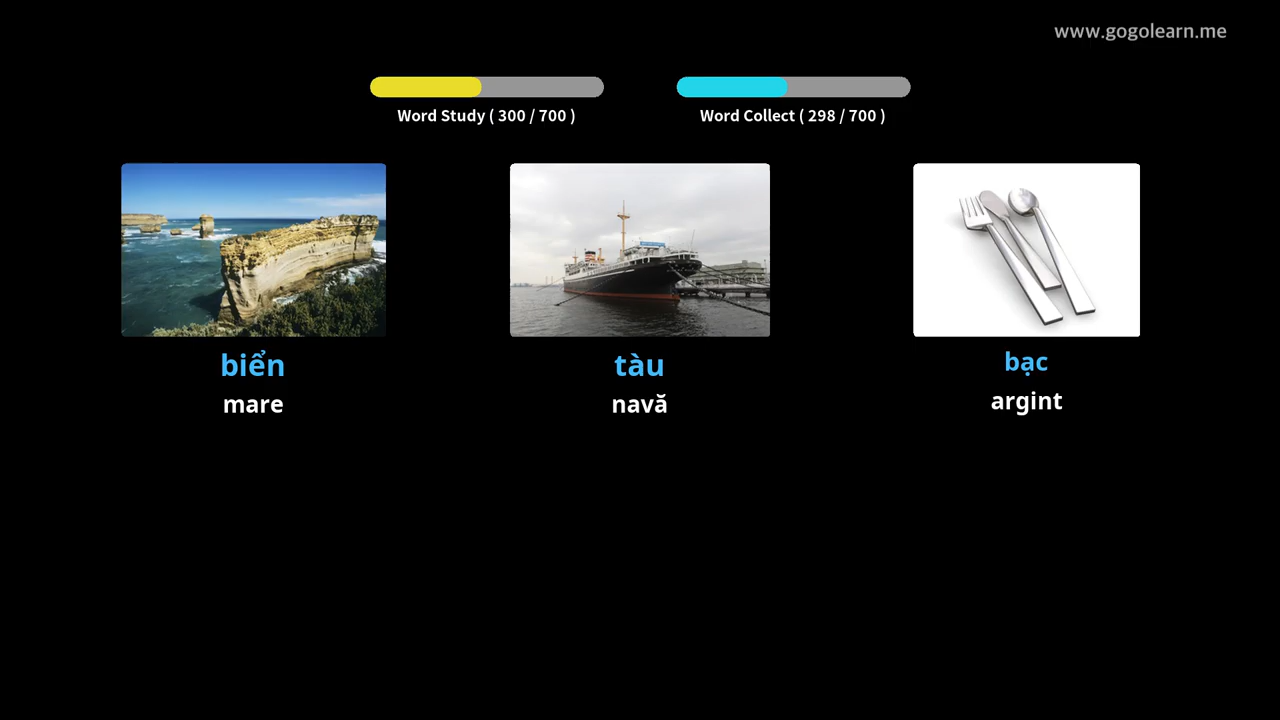 www.gogolearn.me
Word Study ( 300 / 700 )
Word Collect ( 298 / 700 )
biển
mare
tàu
navă
bạc
argint